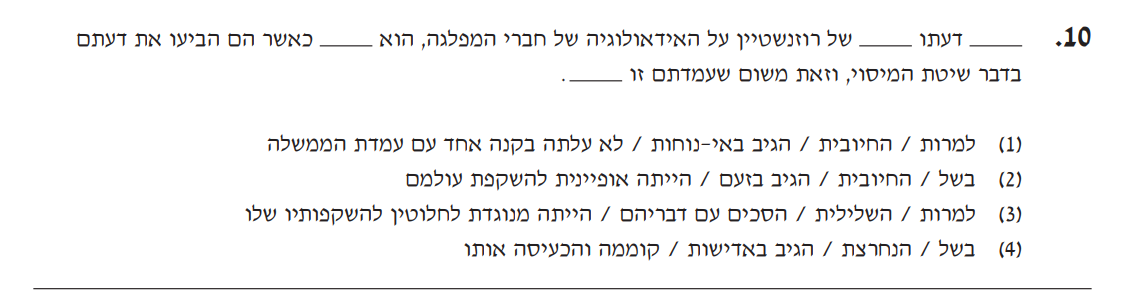 10. _____ דעתו _____ של רוזנשטיין על האידאולוגיה של חברי המפלגה, הוא _____ כאשר הם הביעו את דעתם
בדבר שיטת המיסוי, וזאת משום שעמדתם זו _____.
(1) למרות / החיובית / הגיב באי-נוחות / לא עלתה בקנה אחד עם עמדת הממשלה
(2) בשל / החיובית / הגיב בזעם / הייתה אופיינית להשקפת עולמם
(3) למרות / השלילית / הסכים עם דבריהם / הייתה מנוגדת לחלוטין להשקפותיו שלו
(4) בשל / הנחרצת / הגיב באדישות / קוממה והכעיסה אותו